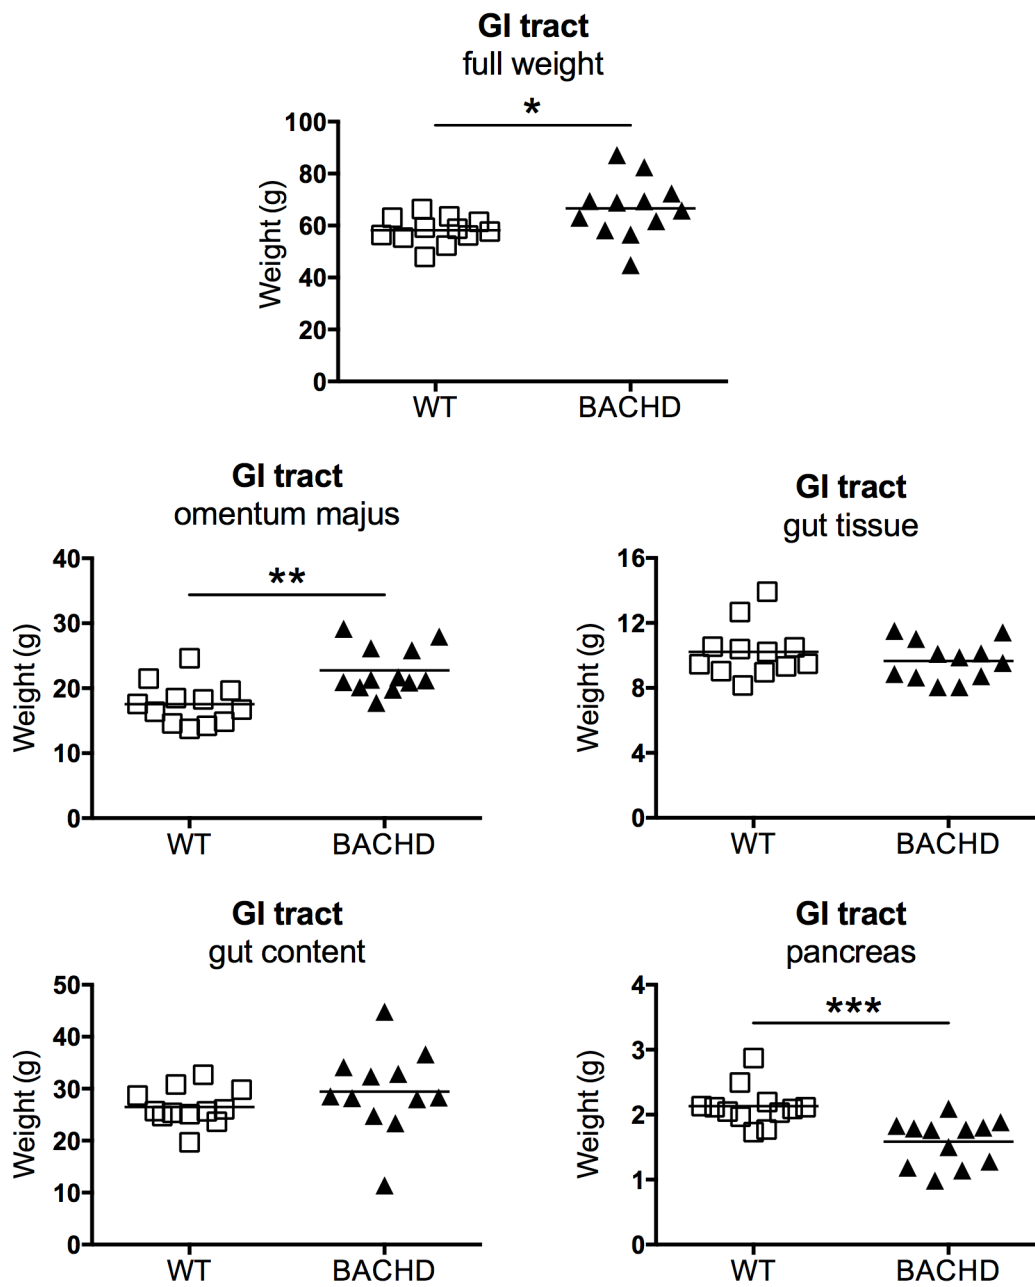 GI tract
full weight
*
Weight (g)
100
80
60
40
20
0
WT BACHD
GI tract
omentum majus
**
Weight (g)
40
30
20
10
0
WT BACHD
GI tract
gut tissue
Weight (g)
16
12
8
4
0
WT BACHD
GI tract
gut content
Weight (g)
50
40
30
20
10
0
WT BACHD
GI tract
pancreas
***
Weight (g)
4
3
2
1
0
WT BACHD